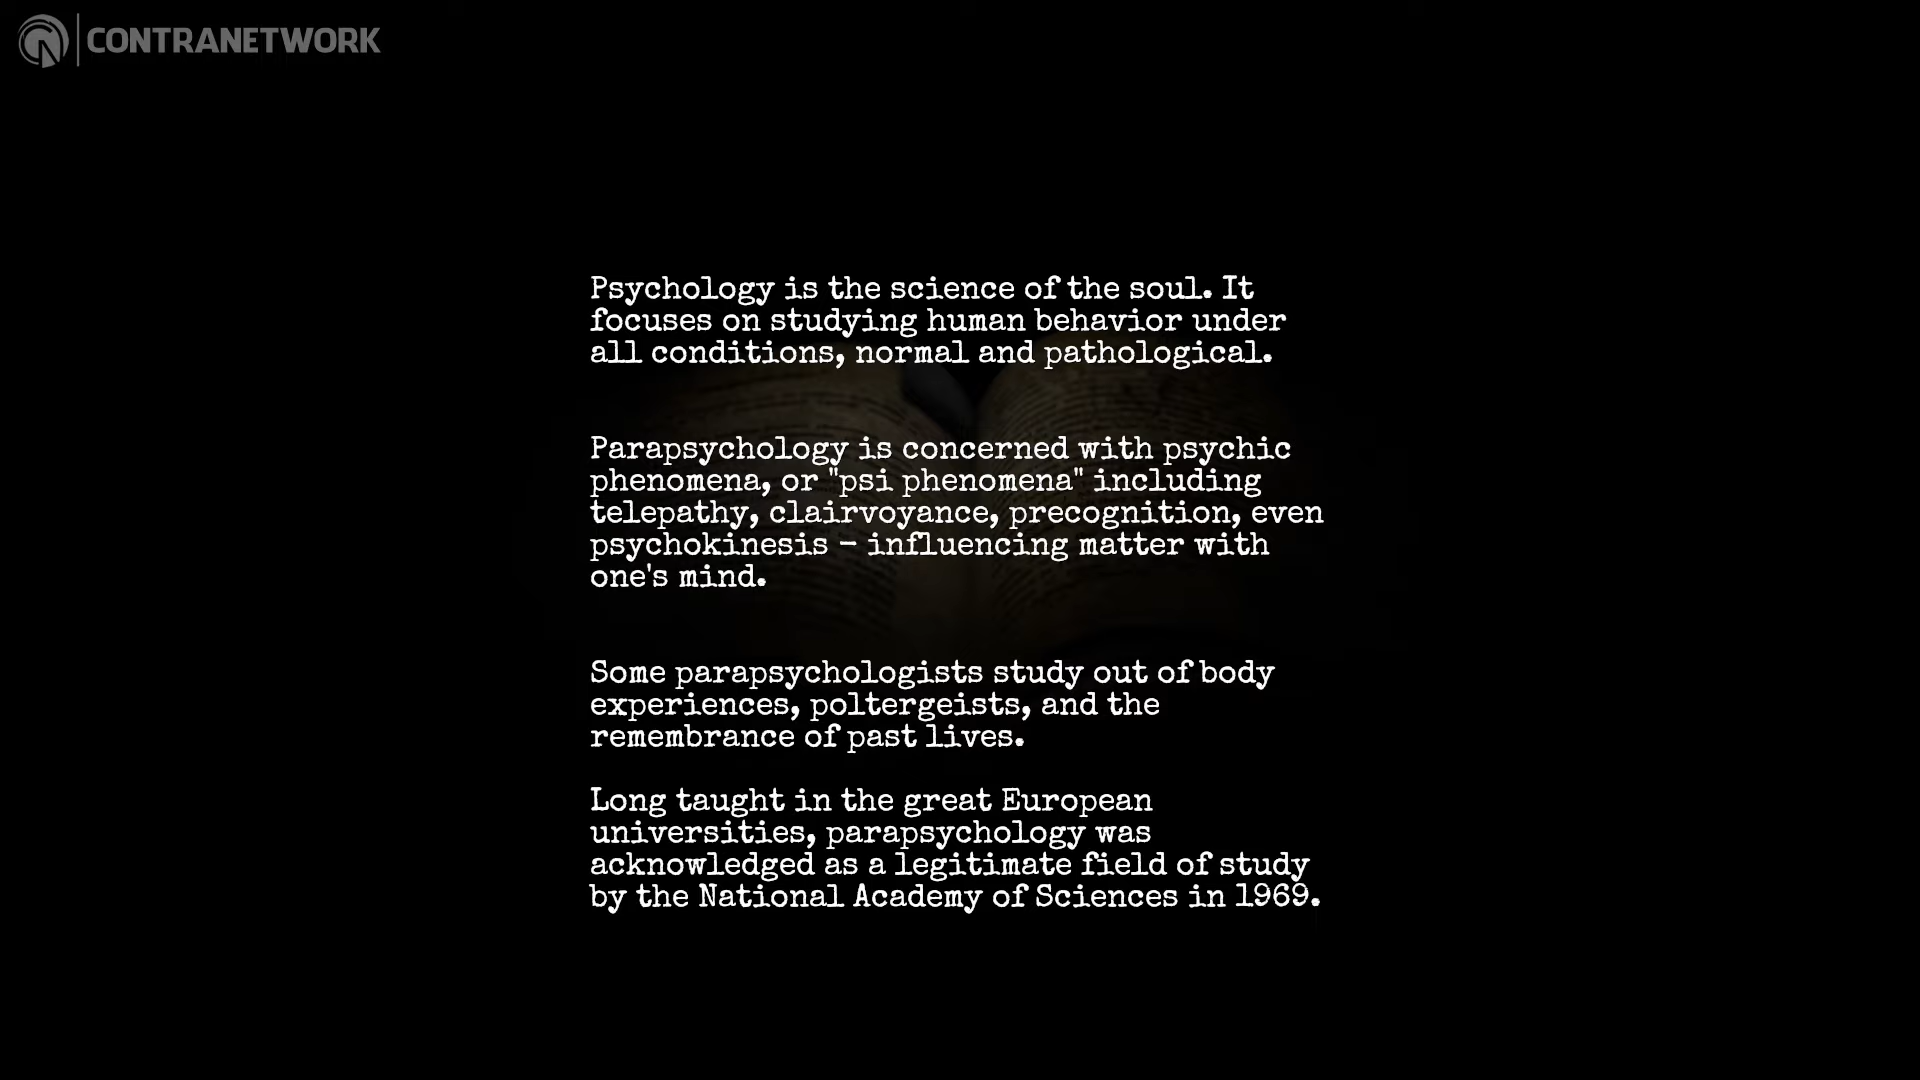 CONTRANETWORK
Psychology is the science of the soul. It
focuses on studying human behavior under
all conditions, normal and pathological.
Parapsychology is concerned with psychic
phenomena, or "psi phenomena" including
telepathy, clairvoyance, precognition, even
psychokinesis - influencing matter with
one's mind.
Some parapsychologists study out of body
experiences, poltergeists, and the
remembrance of past lives.
Long taught in the great European
universities, parapsychology was
acknowledged as a legitimate field of study
by the National Academy of Sciences in 1969.